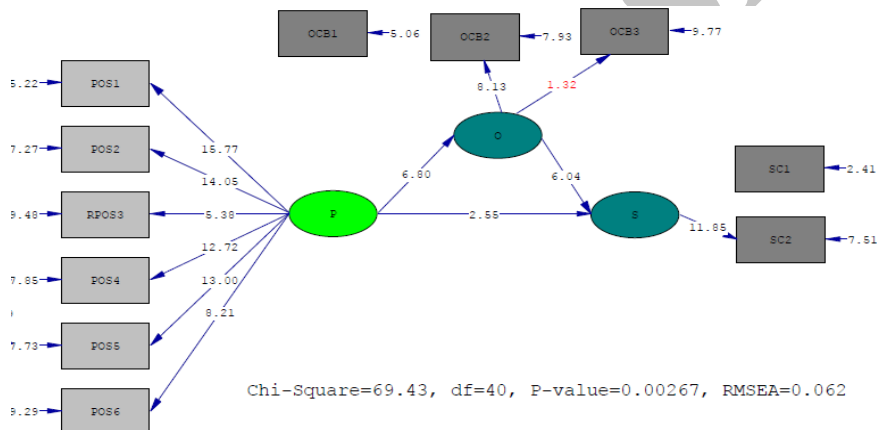 OCB1
5.06
OCB2
7.93
OCB3
9.77
5.22
POS1
8.13
1.32
7.27
POS2
15.77
14.05
O
6.80
6.04
SC1
2.41
9.48
RPOS3
5.38
P
2.55
S
11.85
SC2
7.51
7.85
POS4
12.72
13.00
8.21
7.73
POS5
9.29
POS6
Chi-Square=69.43, df=40, P-value=0.00267, RMSEA=0.062